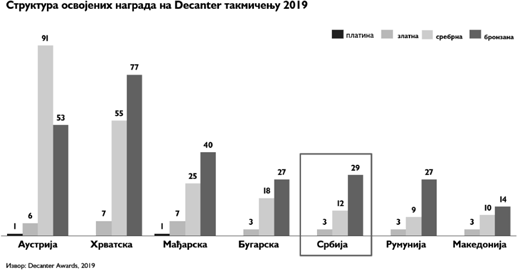 Структура освојених награда на Decanter такмичењу 2019
платина златна сребрна бронзана
1 6 91 53
7 55 77
1 7 25 40
3 18 27
3 12 29
3 9 27
3 10 14
Аустрија Хрватска Мађарска Бугарска Србија Румунија Македонија
Извор: Decanter Awards, 2019